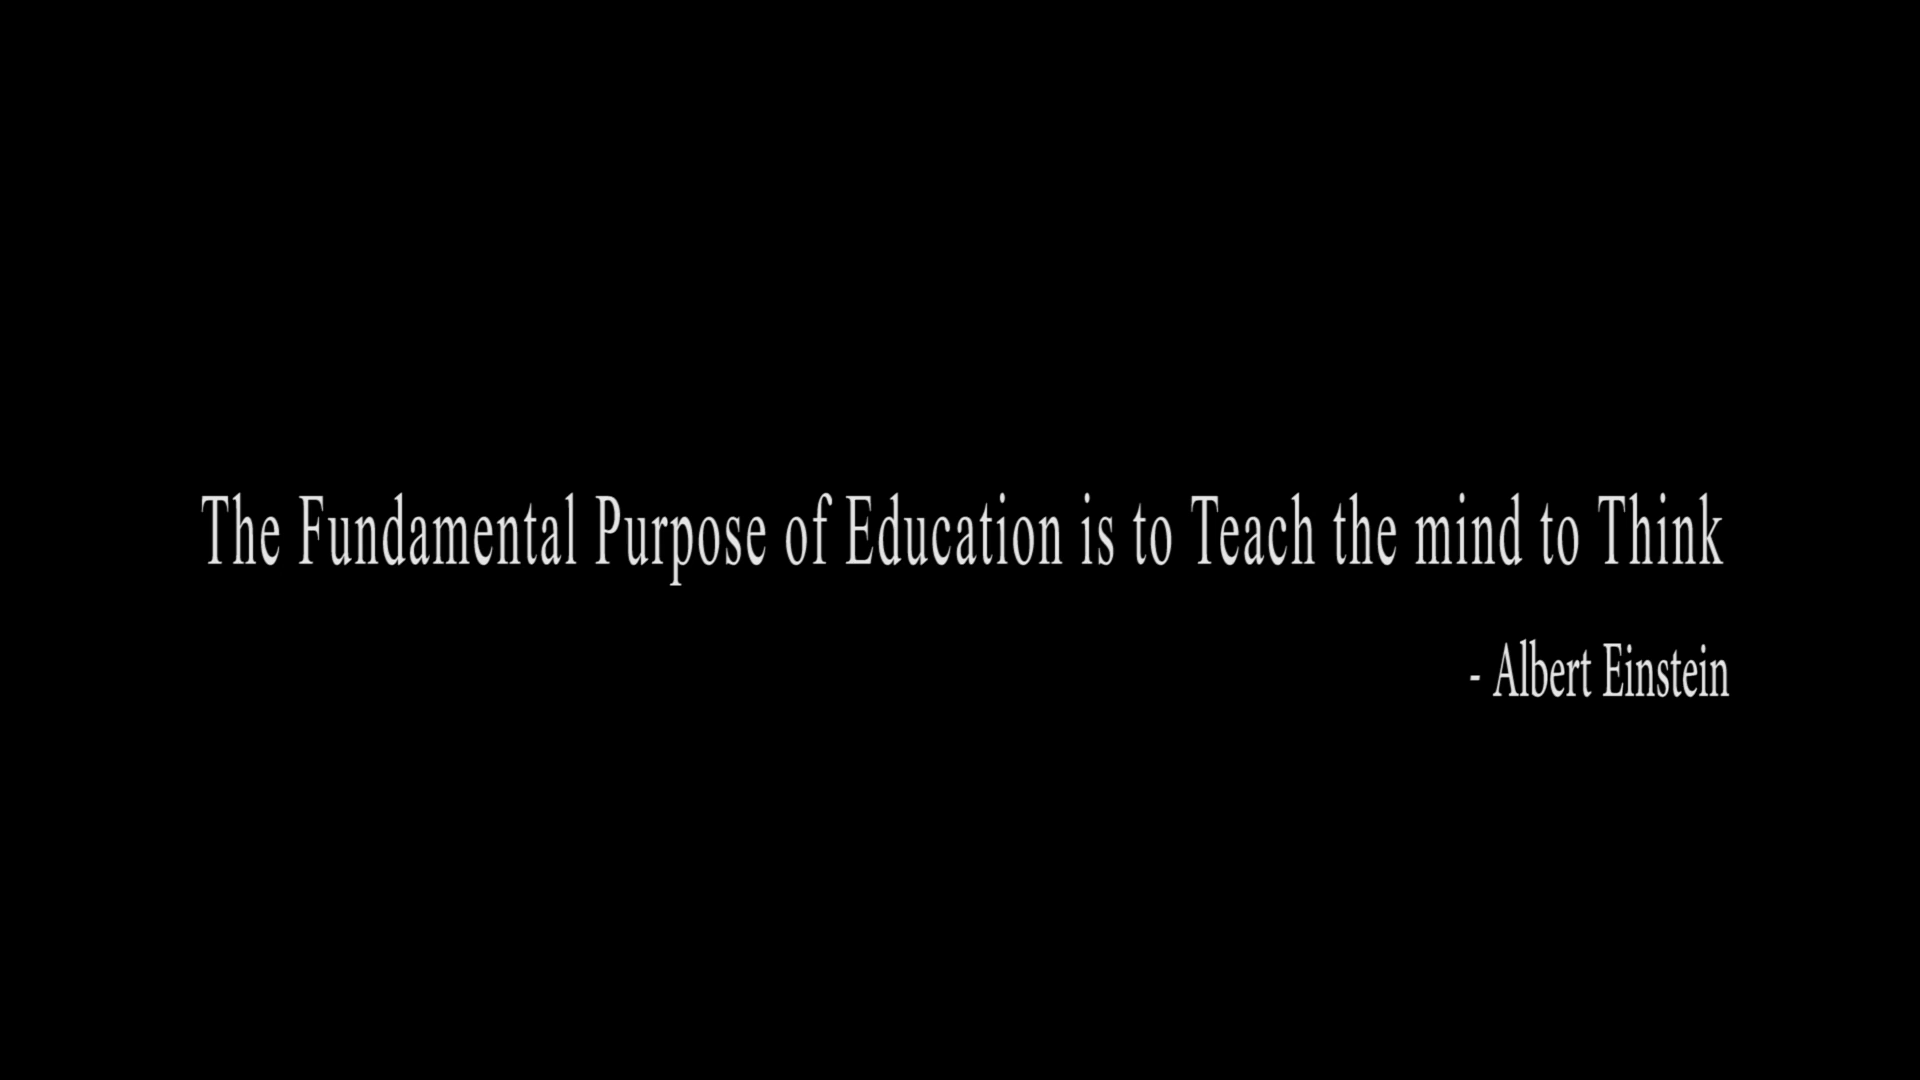 The Fundamental Purpose of Education is to Teach the mind to Think
- Albert Einstein